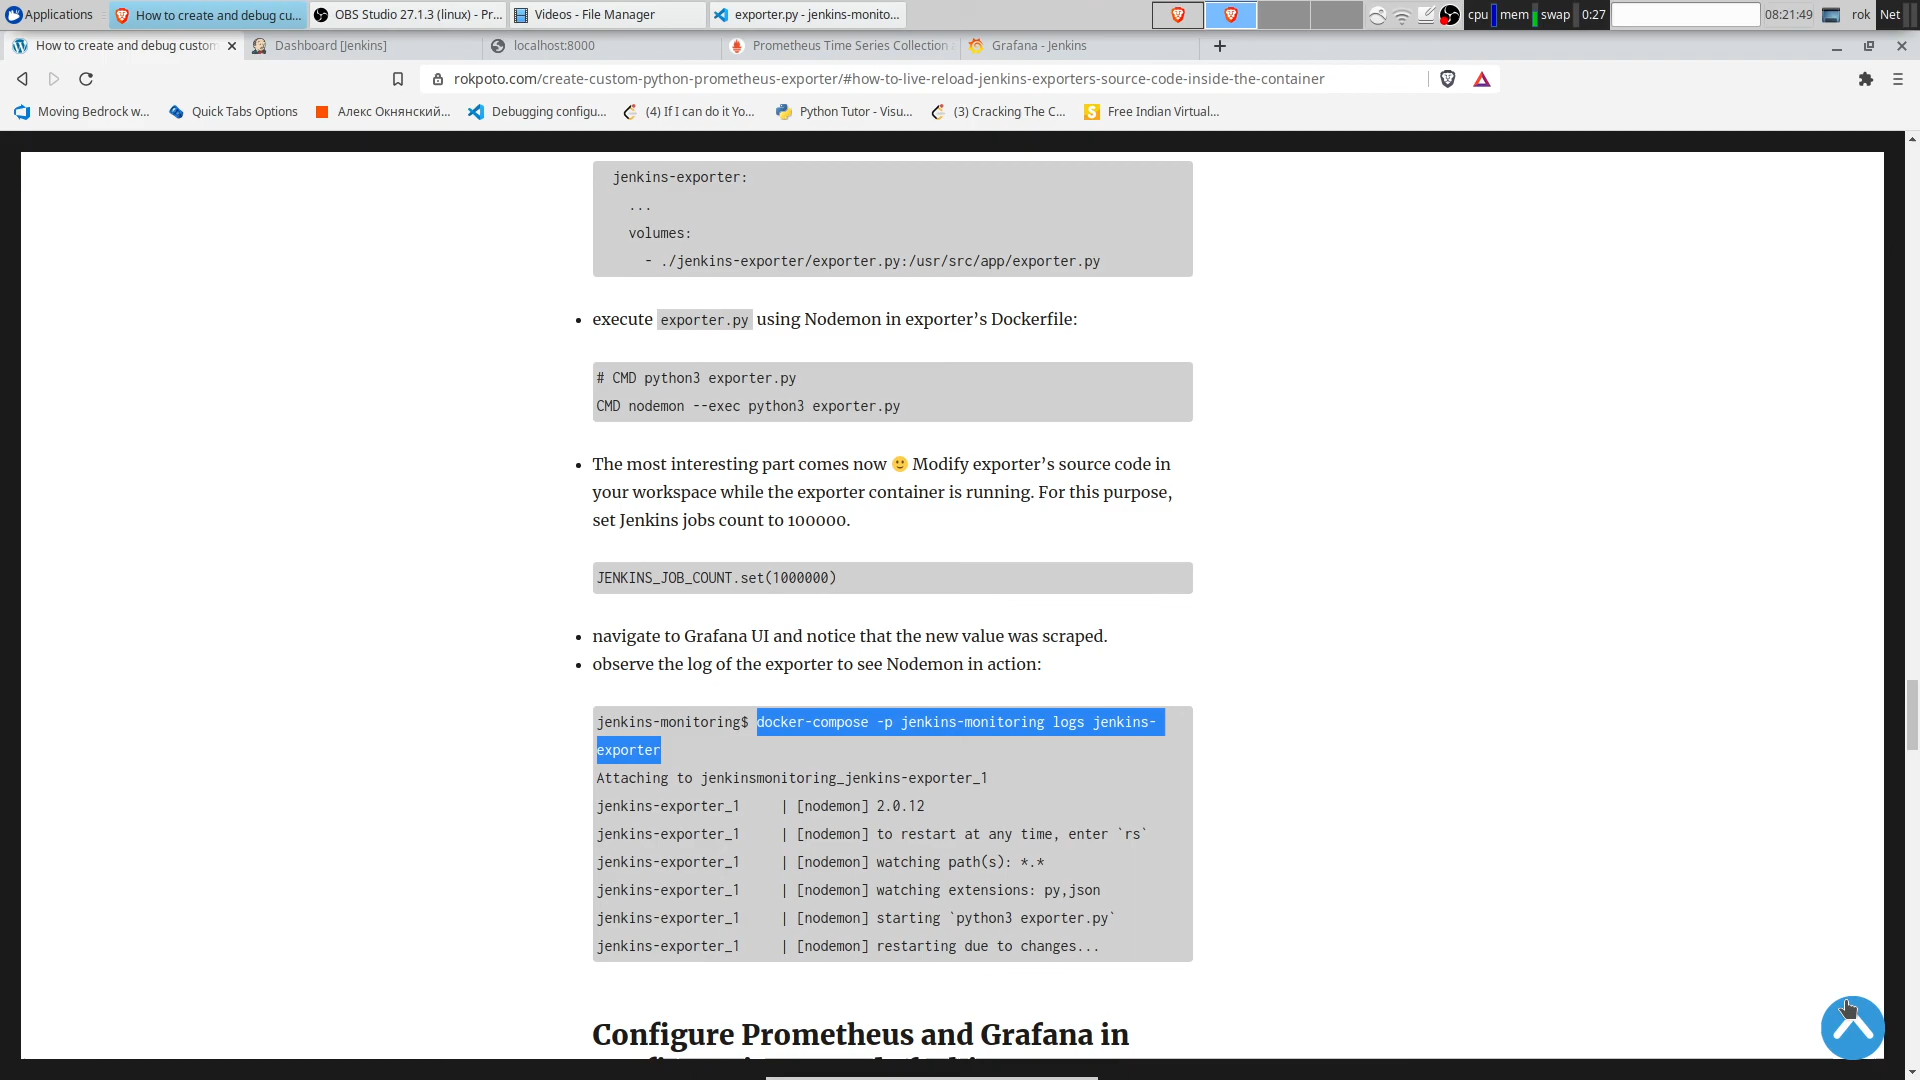 Applications
How to create and debug cu...
OBS Studio 27.1.3 (linux) - Pr...
Videos - File Manager
exporter.py - jenkins-monito...
cpu
mem
swap
0:27
08:21:49
rok
Net
How to create and debug custom
Dashboard [Jenkins]
localhost:8000
Prometheus Time Series Collection
Grafana - Jenkins
rokpoto.com/create-custom-python-prometheus-exporter/#how-to-live-reload-jenkins-exporters-source-code-inside-the-container
Moving Bedrock w...
Quick Tabs Options
Алекс Окнянский...
Debugging configu...
(4) If I can do it Yo...
Python Tutor - Visu...
(3) Cracking The C...
Free Indian Virtual...
jenkins-exporter:
...
volumes:
- ./jenkins-exporter/exporter.py:/usr/src/app/exporter.py
• execute exporter.py using Nodemon in exporter’s Dockerfile:
# CMD python3 exporter.py
CMD nodemon --exec python3 exporter.py
• The most interesting part comes now 🙂 Modify exporter’s source code in
your workspace while the exporter container is running. For this purpose,
set Jenkins jobs count to 100000.
JENKINS_JOB_COUNT.set(1000000)
• navigate to Grafana UI and notice that the new value was scraped.
• observe the log of the exporter to see Nodemon in action:
jenkins-monitoring$ docker-compose -p jenkins-monitoring logs jenkins-
exporter
Attaching to jenkinsmonitoring_jenkins-exporter_1
jenkins-exporter_1 | [nodemon] 2.0.12
jenkins-exporter_1 | [nodemon] to restart at any time, enter `rs`
jenkins-exporter_1 | [nodemon] watching path(s): *.*
jenkins-exporter_1 | [nodemon] watching extensions: py,json
jenkins-exporter_1 | [nodemon] starting `python3 exporter.py`
jenkins-exporter_1 | [nodemon] restarting due to changes...
Configure Prometheus and Grafana in